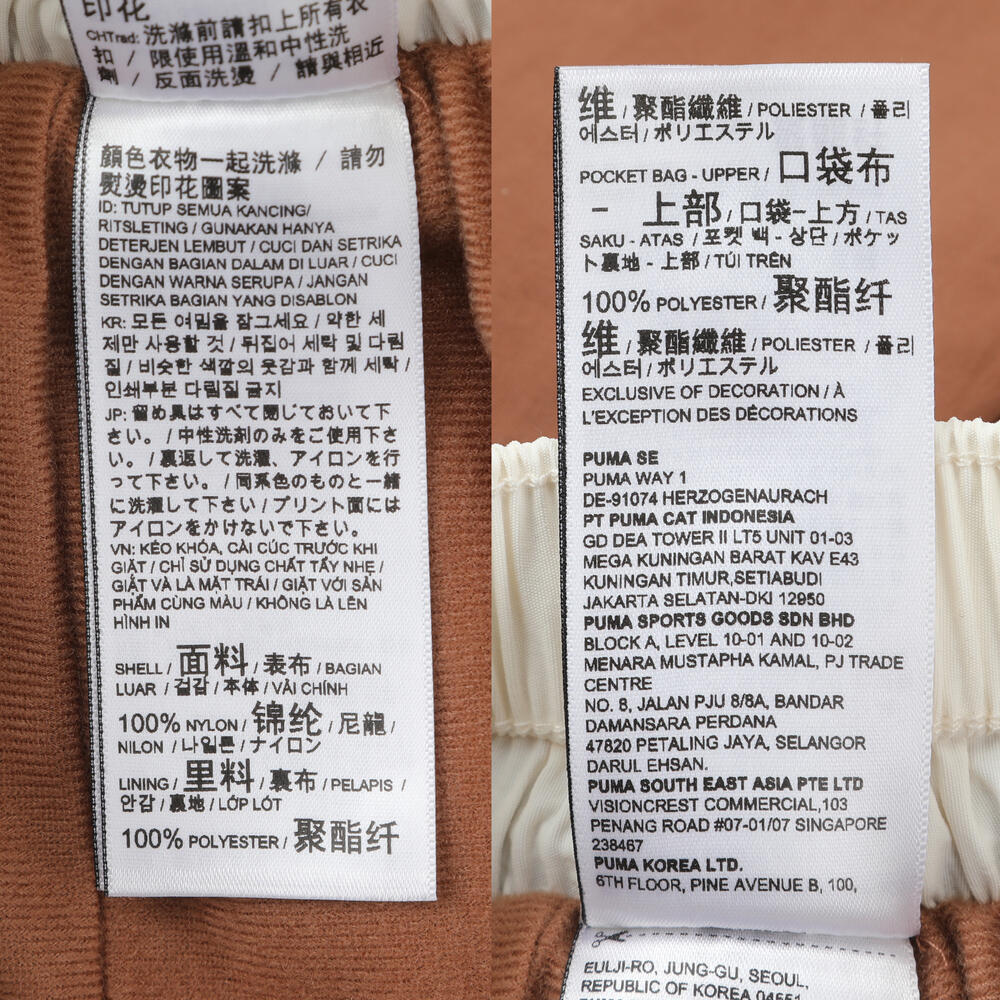 印花
CHTrad: 洗滌前請扣上所有衣
扣 / 限使用溫和中性洗
劑 / 反面洗燙 / 請與相近
顏色衣物一起洗滌 / 請勿
熨燙印花圖案
ID: TUTUP SEMUA KANCING/
RITSLETING / GUNAKAN HANYA
DETERJEN LEMBUT / CUCI DAN SETRIKA
DENGAN BAGIAN DALAM DI LUAR / CUCI
DENGAN WARNA SERUPA / JANGAN
SETRIKA BAGIAN YANG DISABLON
KR: 모든 여밈을 잠그세요 / 약한 세
제만 사용할 것 / 뒤집어 세탁 및 다림
질 / 비슷한 색깔의 옷감과 함께 세탁 /
인쇄부분 다림질 금지
JP: 留め具はすべて閉じておいて下
さい。 / 中性洗剤のみをご使用下さ
い。 / 裏返して洗濯、アイロンを行
って下さい。 / 同系色のものと一緒
に洗濯して下さい / プリント面には
アイロンをかけないで下さい。
VN: KÉO KHÓA, CÀI CÚC TRƯỚC KHI
GIẶT / CHỈ SỬ DỤNG CHẤT TẨY NHẸ /
GIẶT VÀ LÀ MẶT TRÁI / GIẶT VỚI SẢN
PHẨM CÙNG MÀU / KHÔNG LÀ LÊN
HÌNH IN
SHELL / 面料 / 表布 / BAGIAN
LUAR / 겉감 / 本体 / VẢI CHÍNH
100% NYLON / 锦纶 / 尼龍 /
NILON / 나일론 / ナイロン
LINING / 里料 / 裏布 / PELAPIS /
안감 / 裏地 / LỚP LÓT
100% POLYESTER / 聚酯纤
维 / 聚酯纖維 / POLIESTER / 폴리
에스터 / ポリエステル
POCKET BAG - UPPER / 口袋布
- 上部 / 口袋-上方 / TAS
SAKU - ATAS / 포켓 백 - 상단 / ポケッ
ト裏地 - 上部 / TÚI TRÊN
100% POLYESTER / 聚酯纤
维 / 聚酯纖維 / POLIESTER / 폴리
에스터 / ポリエステル
EXCLUSIVE OF DECORATION / À
L'EXCEPTION DES DÉCORATIONS
PUMA SE
PUMA WAY 1
DE-91074 HERZOGENAURACH
PT PUMA CAT INDONESIA
GD DEA TOWER II LT5 UNIT 01-03
MEGA KUNINGAN BARAT KAV E43
KUNINGAN TIMUR,SETIABUDI
JAKARTA SELATAN-DKI 12950
PUMA SPORTS GOODS SDN BHD
BLOCK A, LEVEL 10-01 AND 10-02
MENARA MUSTAPHA KAMAL, PJ TRADE
CENTRE
NO. 8, JALAN PJU 8/8A, BANDAR
DAMANSARA PERDANA
47820 PETALING JAYA, SELANGOR
DARUL EHSAN.
PUMA SOUTH EAST ASIA PTE LTD
VISIONCREST COMMERCIAL,103
PENANG ROAD #07-01/07 SINGAPORE
238467
PUMA KOREA LTD.
6TH FLOOR, PINE AVENUE B, 100,
EULJI-RO, JUNG-GU, SEOUL,
REPUBLIC OF KOREA 04551